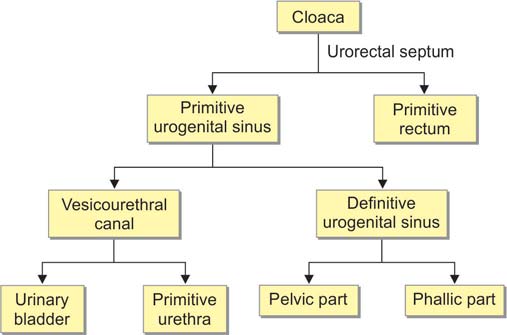 Cloaca
Urorectal septum
Primitive
urogenital sinus
Primitive
rectum
Vesicourethral
canal
Definitive
urogenital sinus
Urinary
bladder
Primitive
urethra
Pelvic part
Phallic part